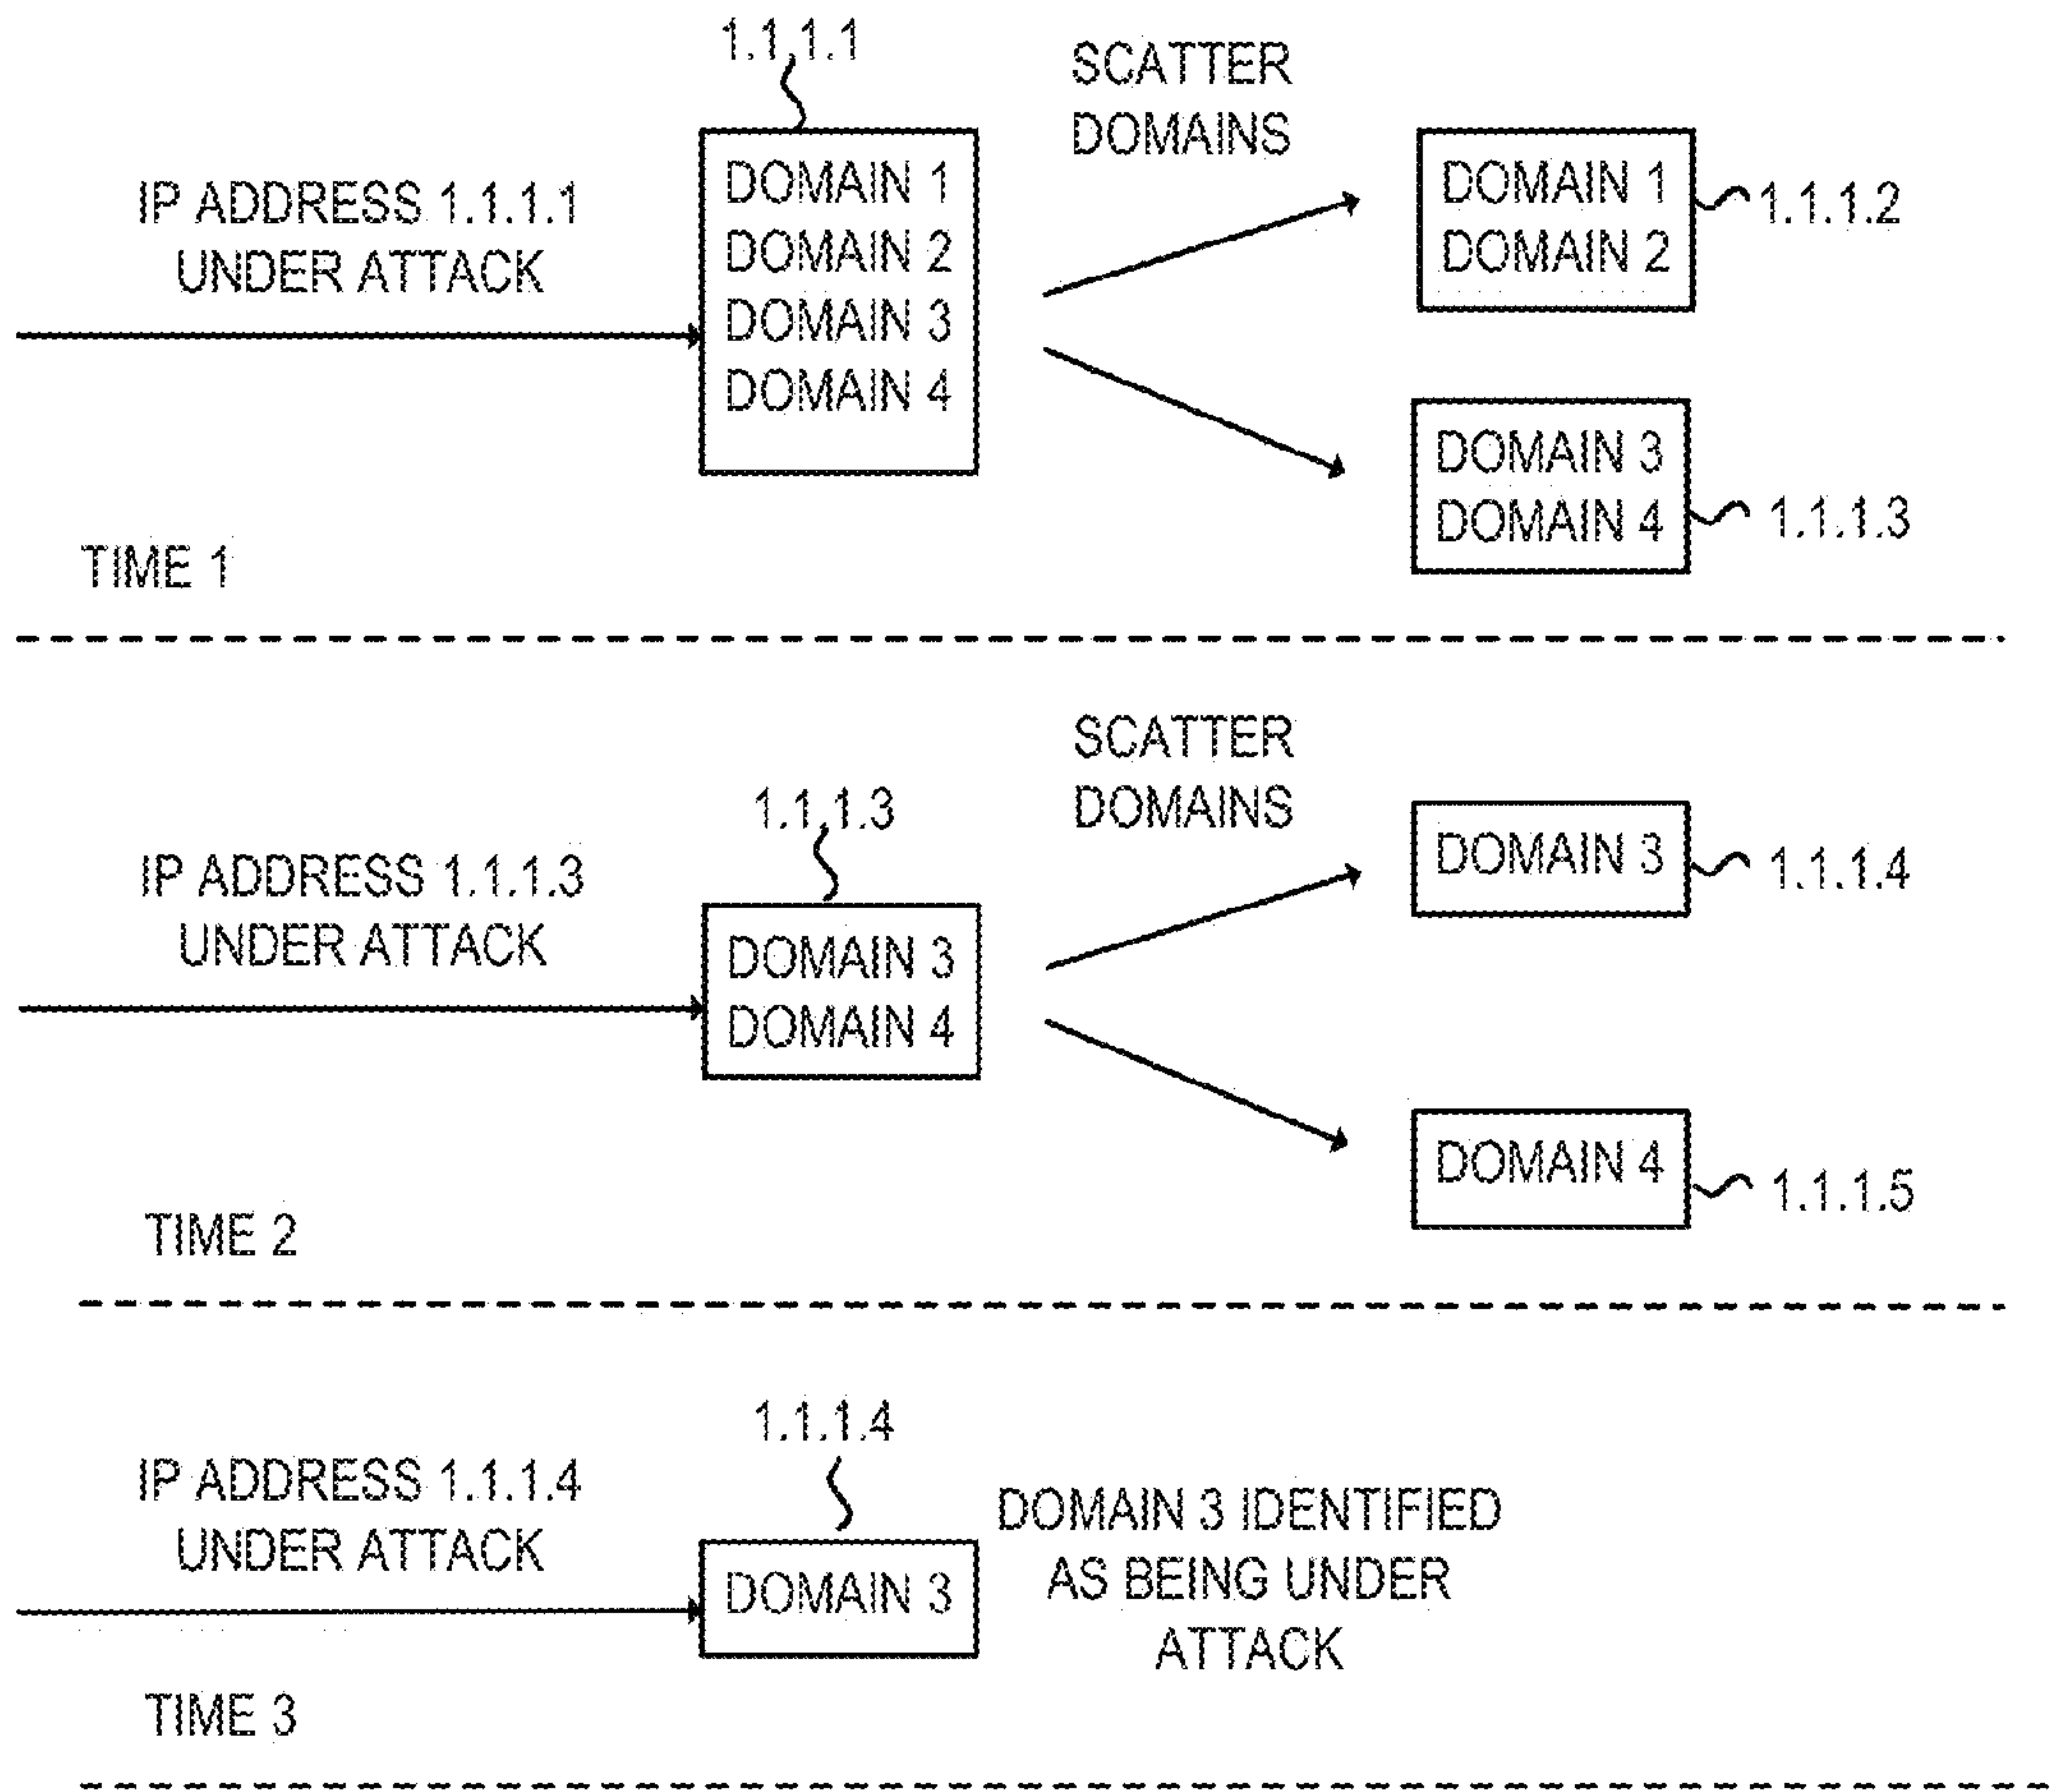 1.1.1.1
SCATTER
DOMAINS
IP ADDRESS 1.1.1.1
UNDER ATTACK
DOMAIN 1
DOMAIN 2
DOMAIN 3
DOMAIN 4
DOMAIN 1
DOMAIN 2
1.1.1.2
DOMAIN 3
DOMAIN 4
1.1.1.3
TIME 1
SCATTER
DOMAINS
1.1.1.3
IP ADDRESS 1.1.1.3
UNDER ATTACK
DOMAIN 3
DOMAIN 4
DOMAIN 3
1.1.1.4
DOMAIN 4
1.1.1.5
TIME 2
1.1.1.4
IP ADDRESS 1.1.1.4
UNDER ATTACK
DOMAIN 3
DOMAIN 3 IDENTIFIED
AS BEING UNDER
ATTACK
TIME 3